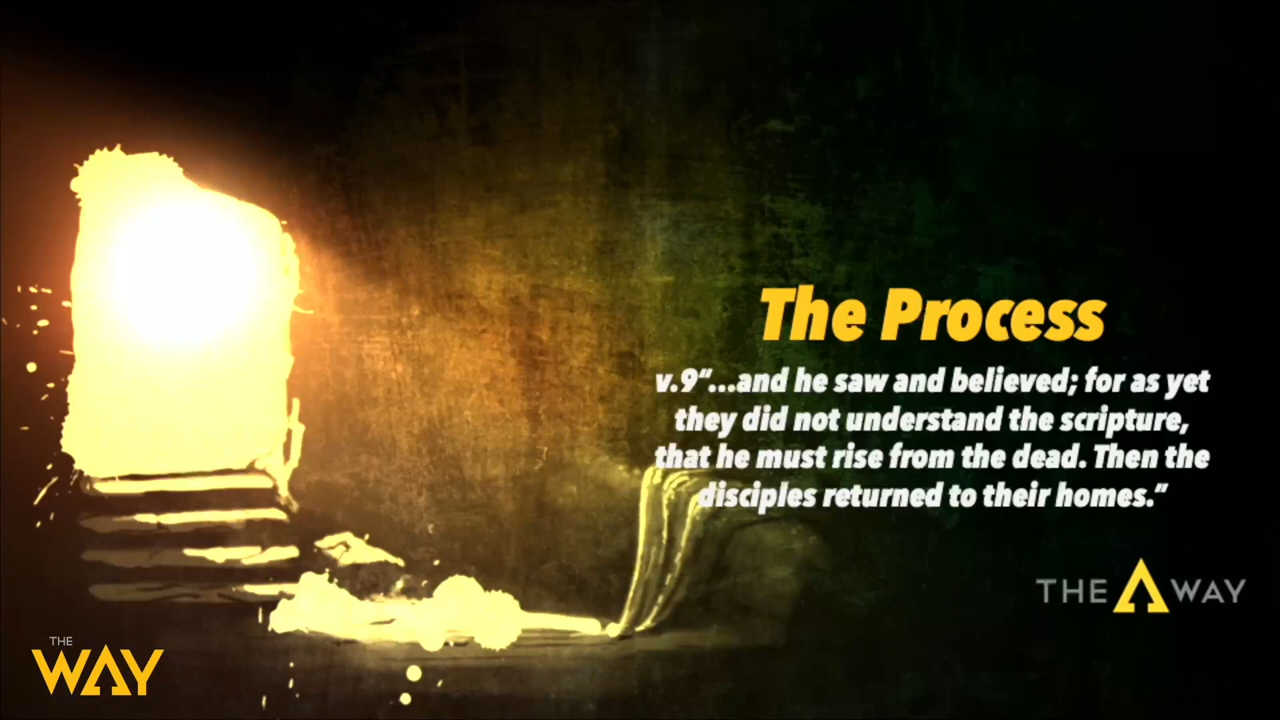 The Process
v.9“...and he saw and believed; for as yet
they did not understand the scripture,
that he must rise from the dead. Then the
disciples returned to their homes.”
THE WAY
THE
WAY